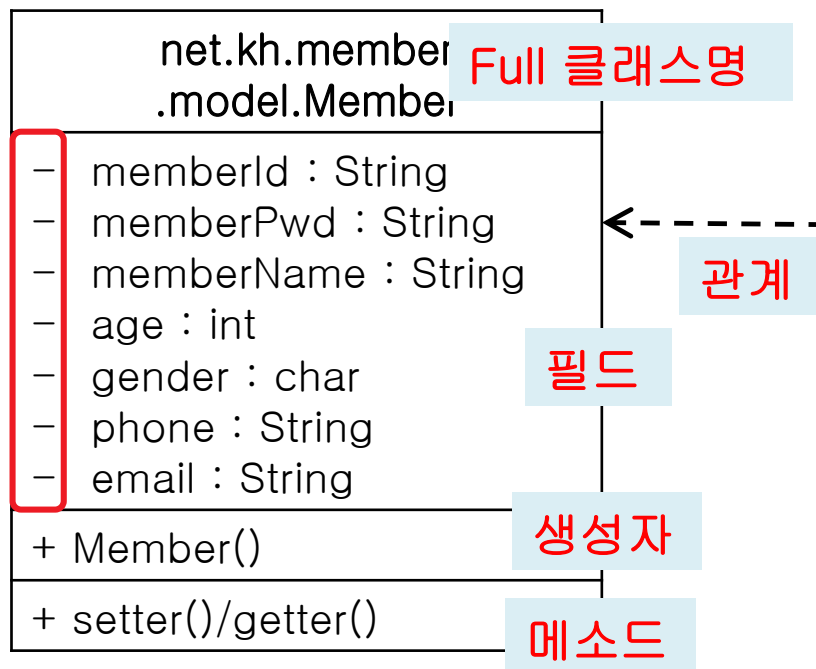 net.kh.member
.model.Member
Full 클래스명
- memberId : String
- memberPwd : String
- memberName : String
관계
- age : int
- gender : char
필드
- phone : String
- email : String
+ Member()
생성자
+ setter()/getter()
메소드